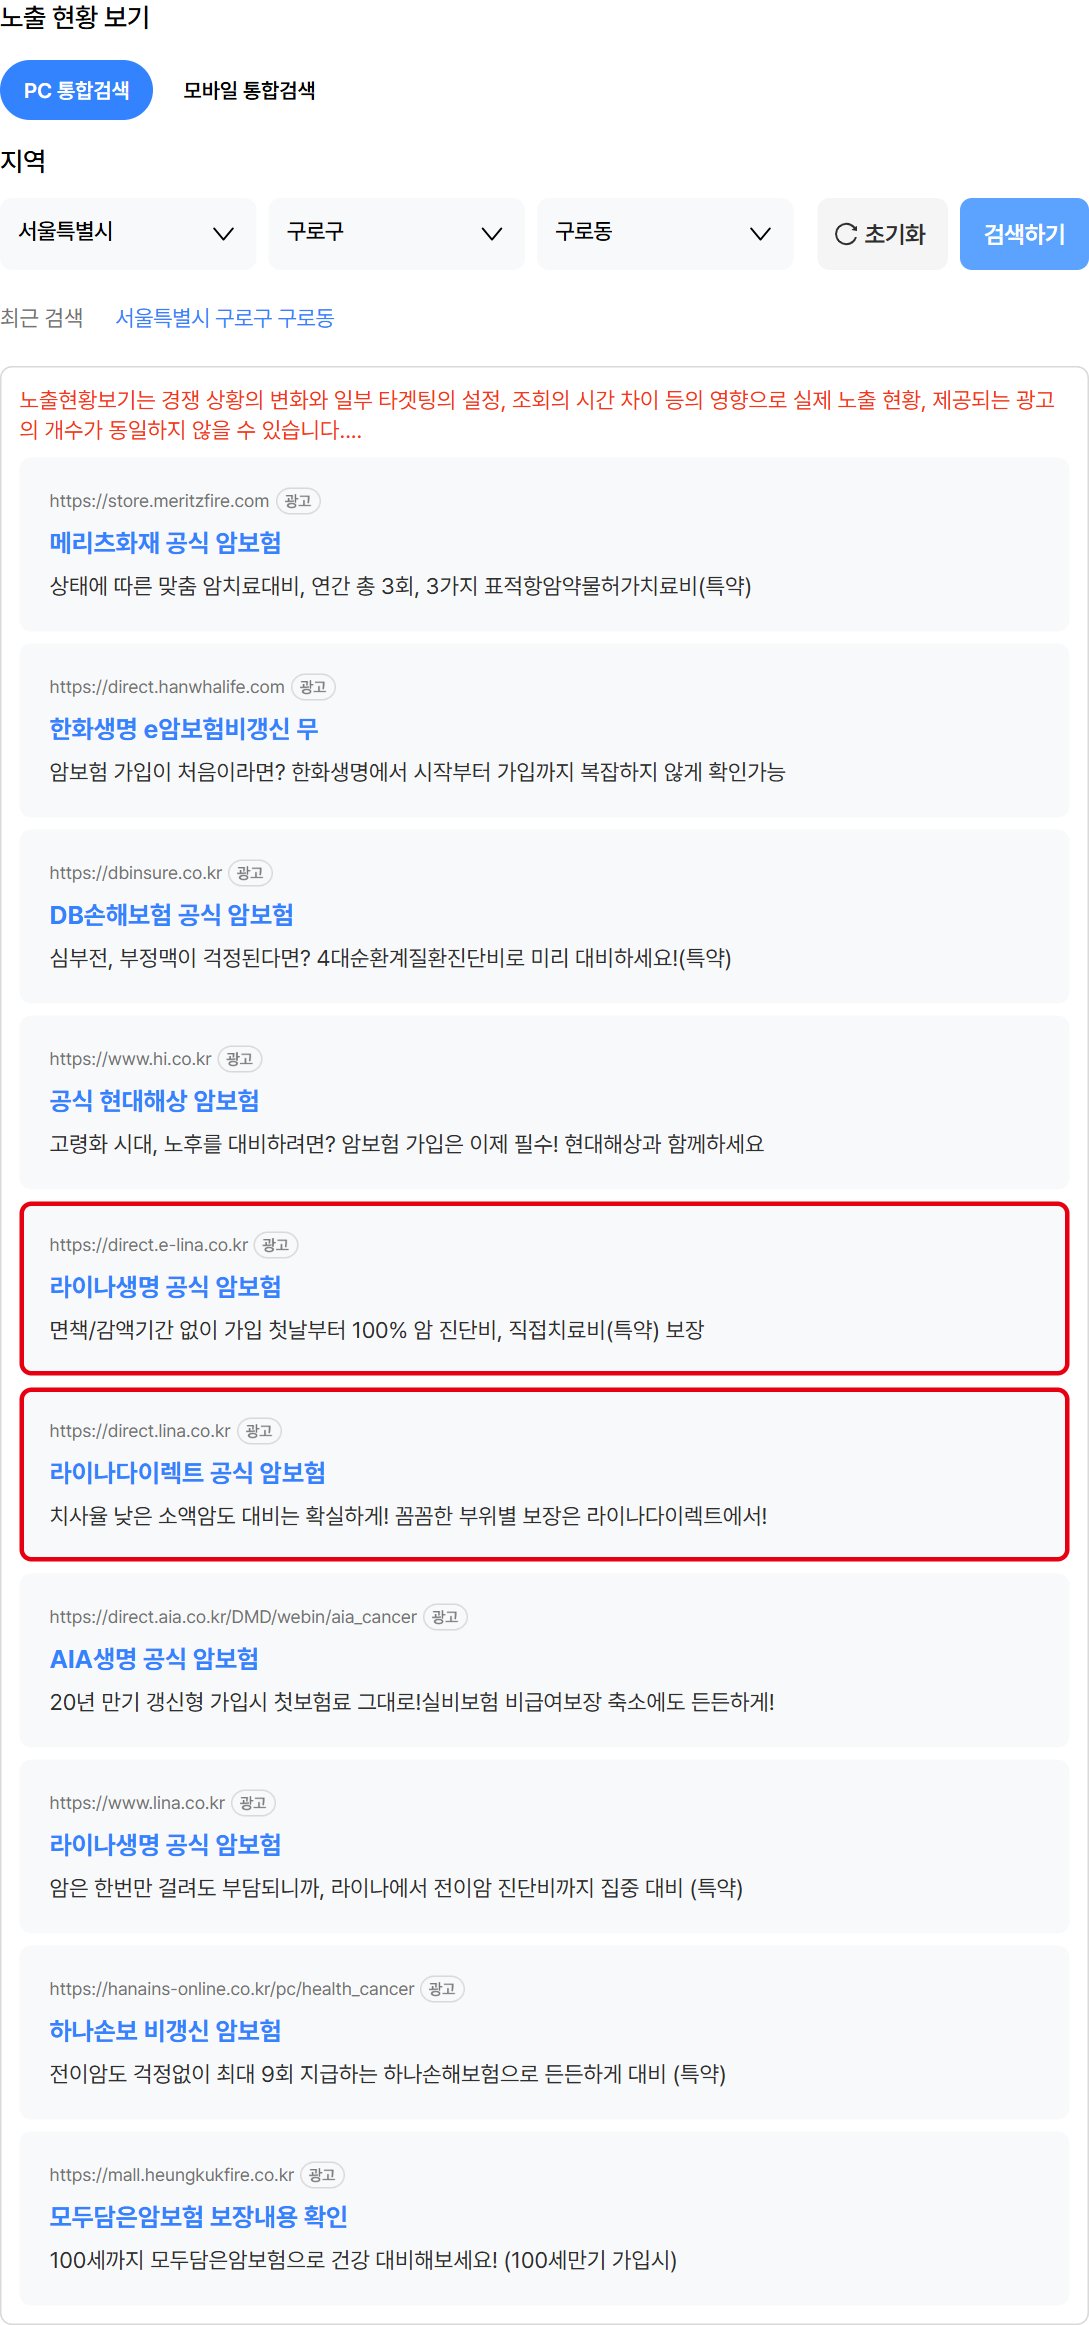 노출 현황 보기
PC 통합검색
모바일 통합검색
지역
서울특별시
구로구
구로동
초기화
검색하기
최근 검색
서울특별시 구로구 구로동
노출현황보기는 경쟁 상황의 변화와 일부 타겟팅의 설정, 조회의 시간 차이 등의 영향으로 실제 노출 현황, 제공되는 광고
의 개수가 동일하지 않을 수 있습니다....
https://store.meritzfire.com 광고
메리츠화재 공식 암보험
상태에 따른 맞춤 암치료대비, 연간 총 3회, 3가지 표적항암약물허가치료비(특약)
https://direct.hanwhalife.com 광고
한화생명 e암보험비갱신 무
암보험 가입이 처음이라면? 한화생명에서 시작부터 가입까지 복잡하지 않게 확인가능
https://dbinsure.co.kr 광고
DB손해보험 공식 암보험
심부전, 부정맥이 걱정된다면? 4대순환계질환진단비로 미리 대비하세요!(특약)
https://www.hi.co.kr 광고
공식 현대해상 암보험
고령화 시대, 노후를 대비하려면? 암보험 가입은 이제 필수! 현대해상과 함께하세요
https://direct.e-lina.co.kr 광고
라이나생명 공식 암보험
면책/감액기간 없이 가입 첫날부터 100% 암 진단비, 직접치료비(특약) 보장
https://direct.lina.co.kr 광고
라이나다이렉트 공식 암보험
치사율 낮은 소액암도 대비는 확실하게! 꼼꼼한 부위별 보장은 라이나다이렉트에서!
https://direct.aia.co.kr/DMD/webin/aia_cancer 광고
AIA생명 공식 암보험
20년 만기 갱신형 가입시 첫보험료 그대로!실비보험 비급여보장 축소에도 든든하게!
https://www.lina.co.kr 광고
라이나생명 공식 암보험
암은 한번만 걸려도 부담되니까, 라이나에서 전이암 진단비까지 집중 대비 (특약)
https://hanains-online.co.kr/pc/health_cancer 광고
하나손보 비갱신 암보험
전이암도 걱정없이 최대 9회 지급하는 하나손해보험으로 든든하게 대비 (특약)
https://mall.heungkukfire.co.kr 광고
모두담은암보험 보장내용 확인
100세까지 모두담은암보험으로 건강 대비해보세요! (100세만기 가입시)